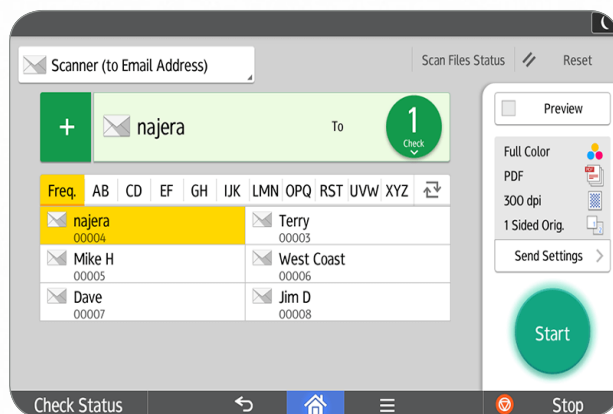 Scanner (to Email Address)
Scan Files Status
Reset
+
najera
To
1
Check
Preview
Full Color
PDF
300 dpi
1 Sided Orig.
Send Settings
Start
Freq. AB CD EF GH IJK LMN OPQ RST UVW XYZ
najera
00004
Terry
00003
Mike H
00005
West Coast
00006
Dave
00007
Jim D
00008
Check Status
Stop